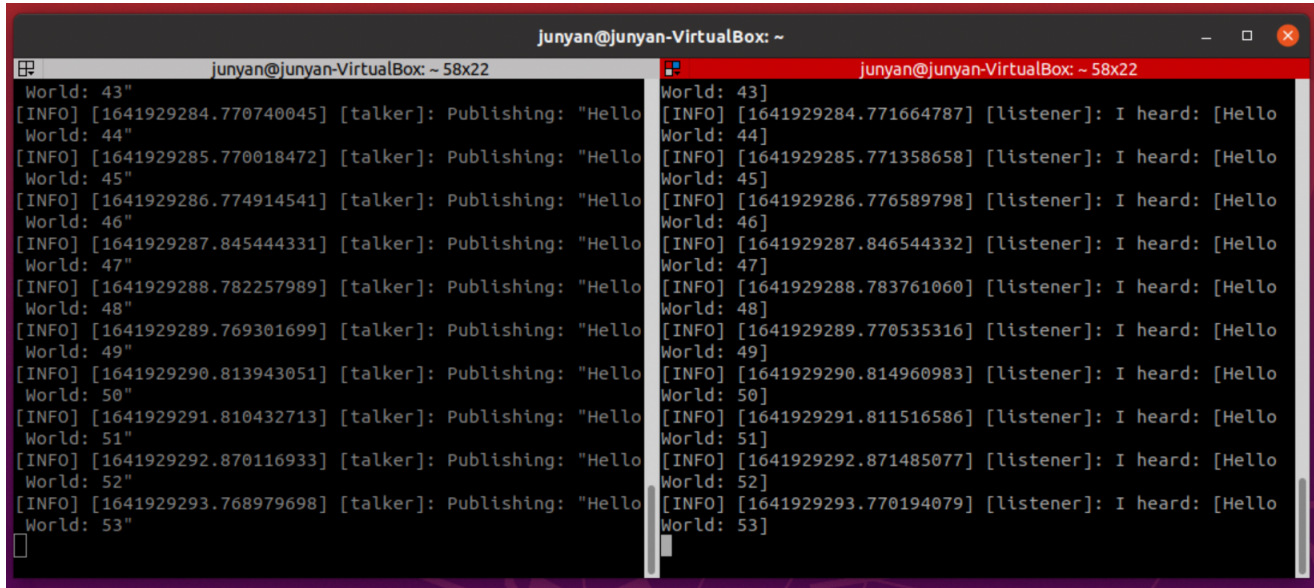 junyan@junyan-VirtualBox: ~
junyan@junyan-VirtualBox: ~ 58x22
World: 43"
[INFO] [1641929284.770740045] [talker]: Publishing: "Hello
World: 44"
[INFO] [1641929285.770018472] [talker]: Publishing: "Hello
World: 45"
[INFO] [1641929286.774914541] [talker]: Publishing: "Hello
World: 46"
[INFO] [1641929287.845444331] [talker]: Publishing: "Hello
World: 47"
[INFO] [1641929288.782257989] [talker]: Publishing: "Hello
World: 48"
[INFO] [1641929289.769301699] [talker]: Publishing: "Hello
World: 49"
[INFO] [1641929290.813943051] [talker]: Publishing: "Hello
World: 50"
[INFO] [1641929291.810432713] [talker]: Publishing: "Hello
World: 51"
[INFO] [1641929292.870116933] [talker]: Publishing: "Hello
World: 52"
[INFO] [1641929293.768979698] [talker]: Publishing: "Hello
World: 53"
junyan@junyan-VirtualBox: ~ 58x22
World: 43]
[INFO] [1641929284.771664787] [listener]: I heard: [Hello
World: 44]
[INFO] [1641929285.771358658] [listener]: I heard: [Hello
World: 45]
[INFO] [1641929286.776589798] [listener]: I heard: [Hello
World: 46]
[INFO] [1641929287.846544332] [listener]: I heard: [Hello
World: 47]
[INFO] [1641929288.783761060] [listener]: I heard: [Hello
World: 48]
[INFO] [1641929289.770535316] [listener]: I heard: [Hello
World: 49]
[INFO] [1641929290.814960983] [listener]: I heard: [Hello
World: 50]
[INFO] [1641929291.811516586] [listener]: I heard: [Hello
World: 51]
[INFO] [1641929292.871485077] [listener]: I heard: [Hello
World: 52]
[INFO] [1641929293.770194079] [listener]: I heard: [Hello
World: 53]